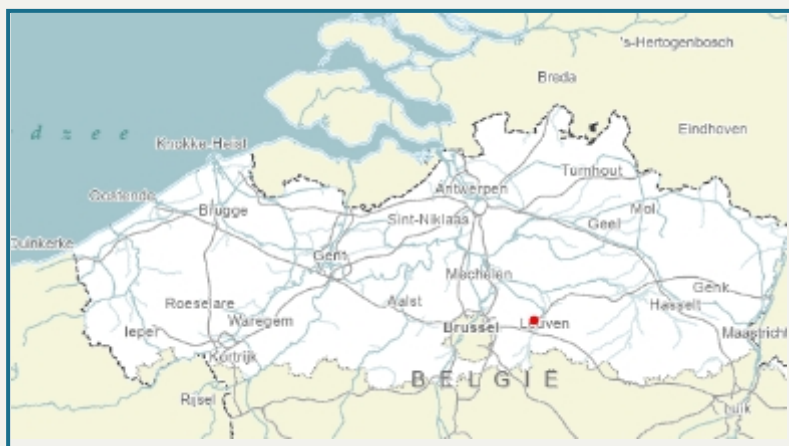 's-Hertogenbosch
Breda
Eindhoven
dzee
Knokke-Heist
Turnhout
Antwerpen
Oostende
Mol
Brugge
Sint-Niklaas
Geel
Duinkerke
Gent
Mechelen
Genk
Roeselare
Aalst
Hasselt
Waregem
Brussel
Leuven
Ieper
Maastricht
Kortrijk
BELGIË
Rijsel
Luik